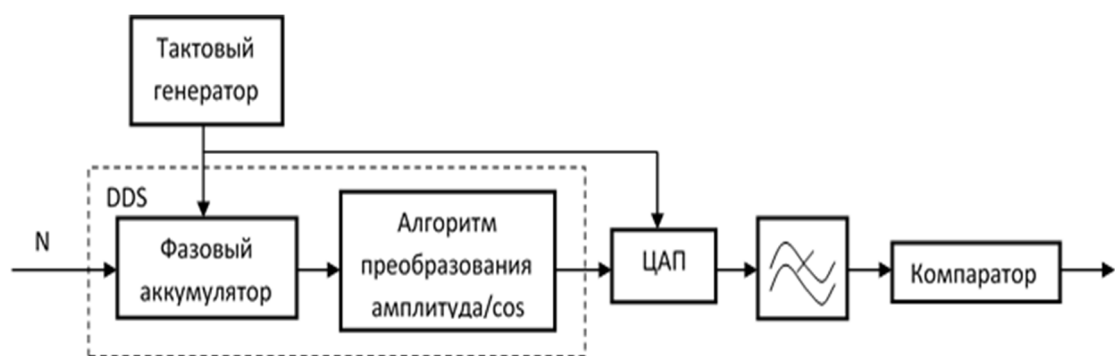 Тактовый
генератор
DDS
N
Фазовый
аккумулятор
Алгоритм
преобразования
амплитуда/cos
ЦАП
Компаратор